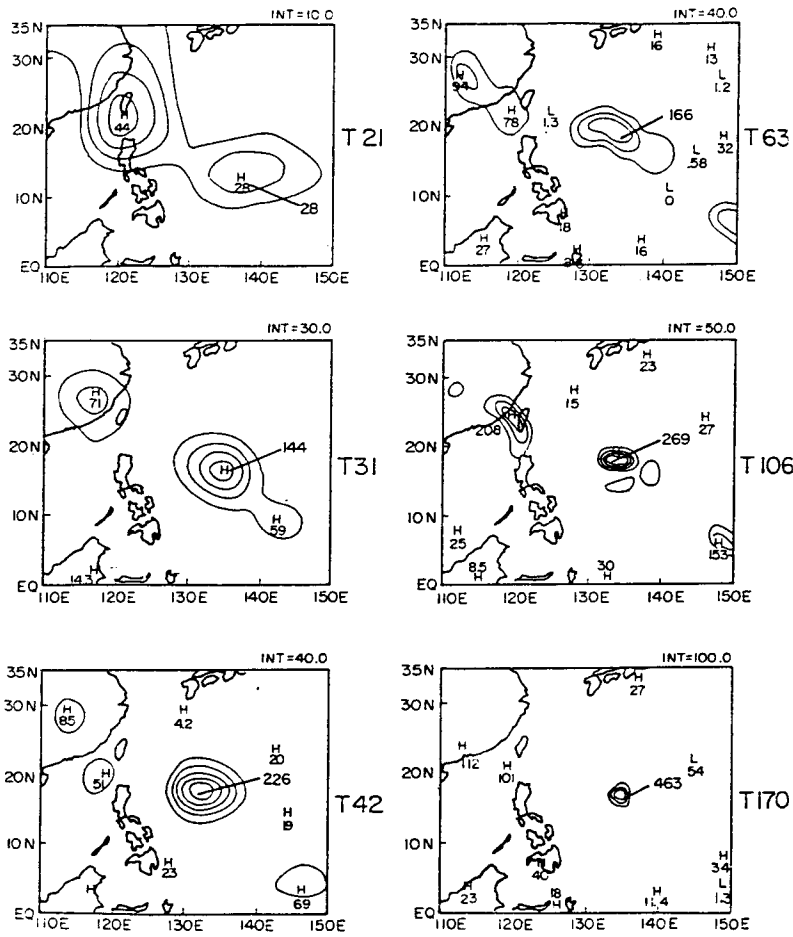 INT=10.0
35N
30N
20N
10N
EQ
110E 120E 130E 140E 150E
H
44
H
28
28
T21
INT=40.0
35N
30N
20N
10N
EQ
110E 120E 130E 140E 150E
H
16
H
13
L
1.2
H
94
H
78
L
1.3
166
H
32
L
.58
L
0
H
18
H
27
H
H
16
T63
INT=30.0
35N
30N
20N
10N
EQ
110E 120E 130E 140E 150E
H
71
H
144
H
59
H
14.3
T31
INT=50.0
35N
30N
20N
10N
EQ
110E 120E 130E 140E 150E
H
23
H
15
H
27
H
208
269
H
25
H
8.5
H
30
H
153
T106
INT=40.0
35N
30N
20N
10N
EQ
110E 120E 130E 140E 150E
H
85
H
42
H
20
H
51
226
H
19
H
23
H
H
69
T42
INT=100.0
35N
30N
20N
10N
EQ
110E 120E 130E 140E 150E
H
27
H
112
H
101
L
.54
463
H
40
H
34
H
23
H
18
H
11.4
L
1.3
T170